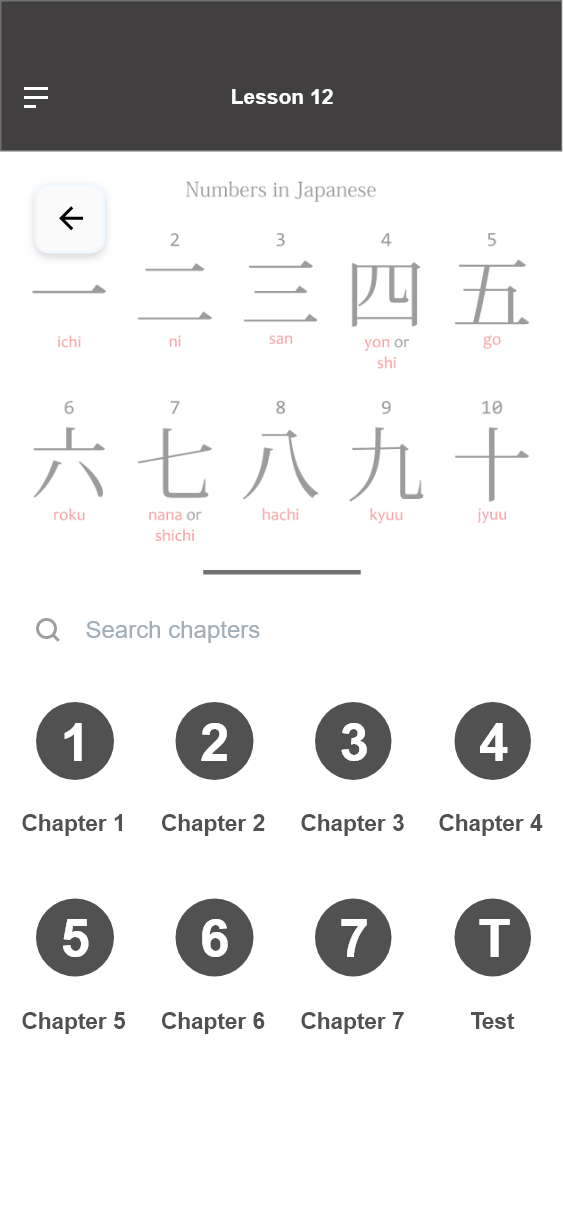 Lesson 12
Numbers in Japanese
2 3 4 5
一 二 三 四 五
ichi ni san yon or go
shi
6 7 8 9 10
六 七 八 九 十
roku nana or hachi kyuu jyuu
shichi
Search chapters
1 2 3 4
Chapter 1 Chapter 2 Chapter 3 Chapter 4
5 6 7 T
Chapter 5 Chapter 6 Chapter 7 Test